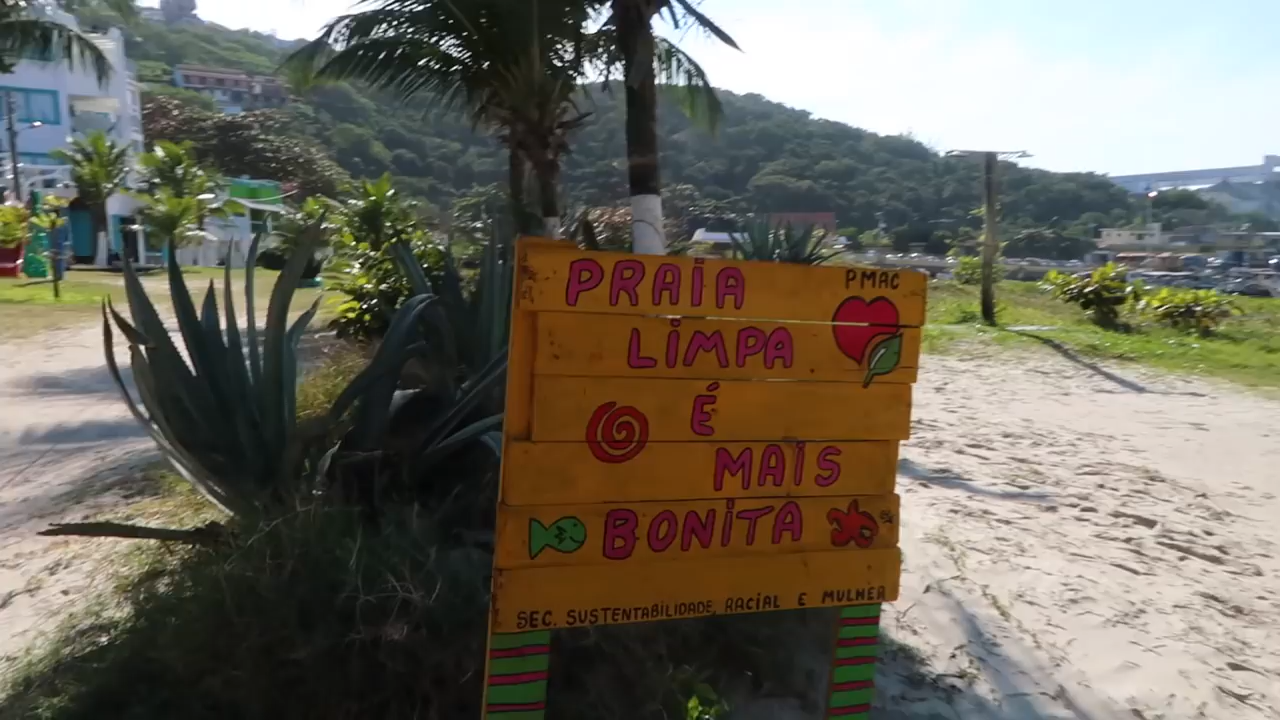 PRAIA
PMAC
LIMPA
É
MAIS
BONITA
SEC. SUSTENTABILIDADE, RACIAL E MULHER